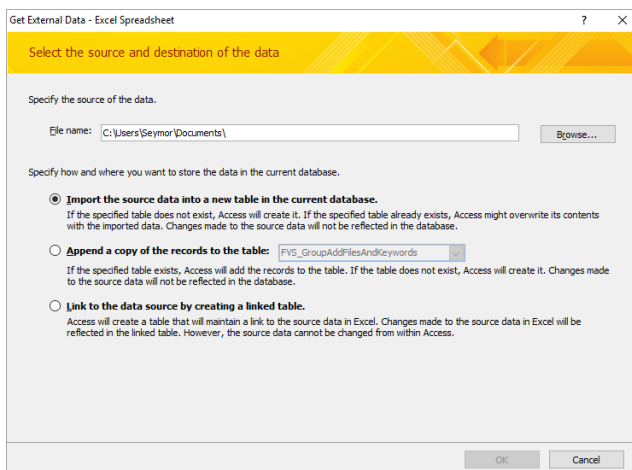 Get External Data - Excel Spreadsheet
Select the source and destination of the data
Specify the source of the data.
File name: C:\Users\Seymor\Documents\ Browse...
Specify how and where you want to store the data in the current database.
Import the source data into a new table in the current database.
If the specified table does not exist, Access will create it. If the specified table already exists, Access might overwrite its contents
with the imported data. Changes made to the source data will not be reflected in the database.
Append a copy of the records to the table: FVS_GroupAddFilesAndKeywords
If the specified table exists, Access will add the records to the table. If the table does not exist, Access will create it. Changes made
to the source data will not be reflected in the database.
Link to the data source by creating a linked table.
Access will create a table that will maintain a link to the source data in Excel. Changes made to the source data in Excel will be
reflected in the linked table. However, the source data cannot be changed from within Access.
OK Cancel